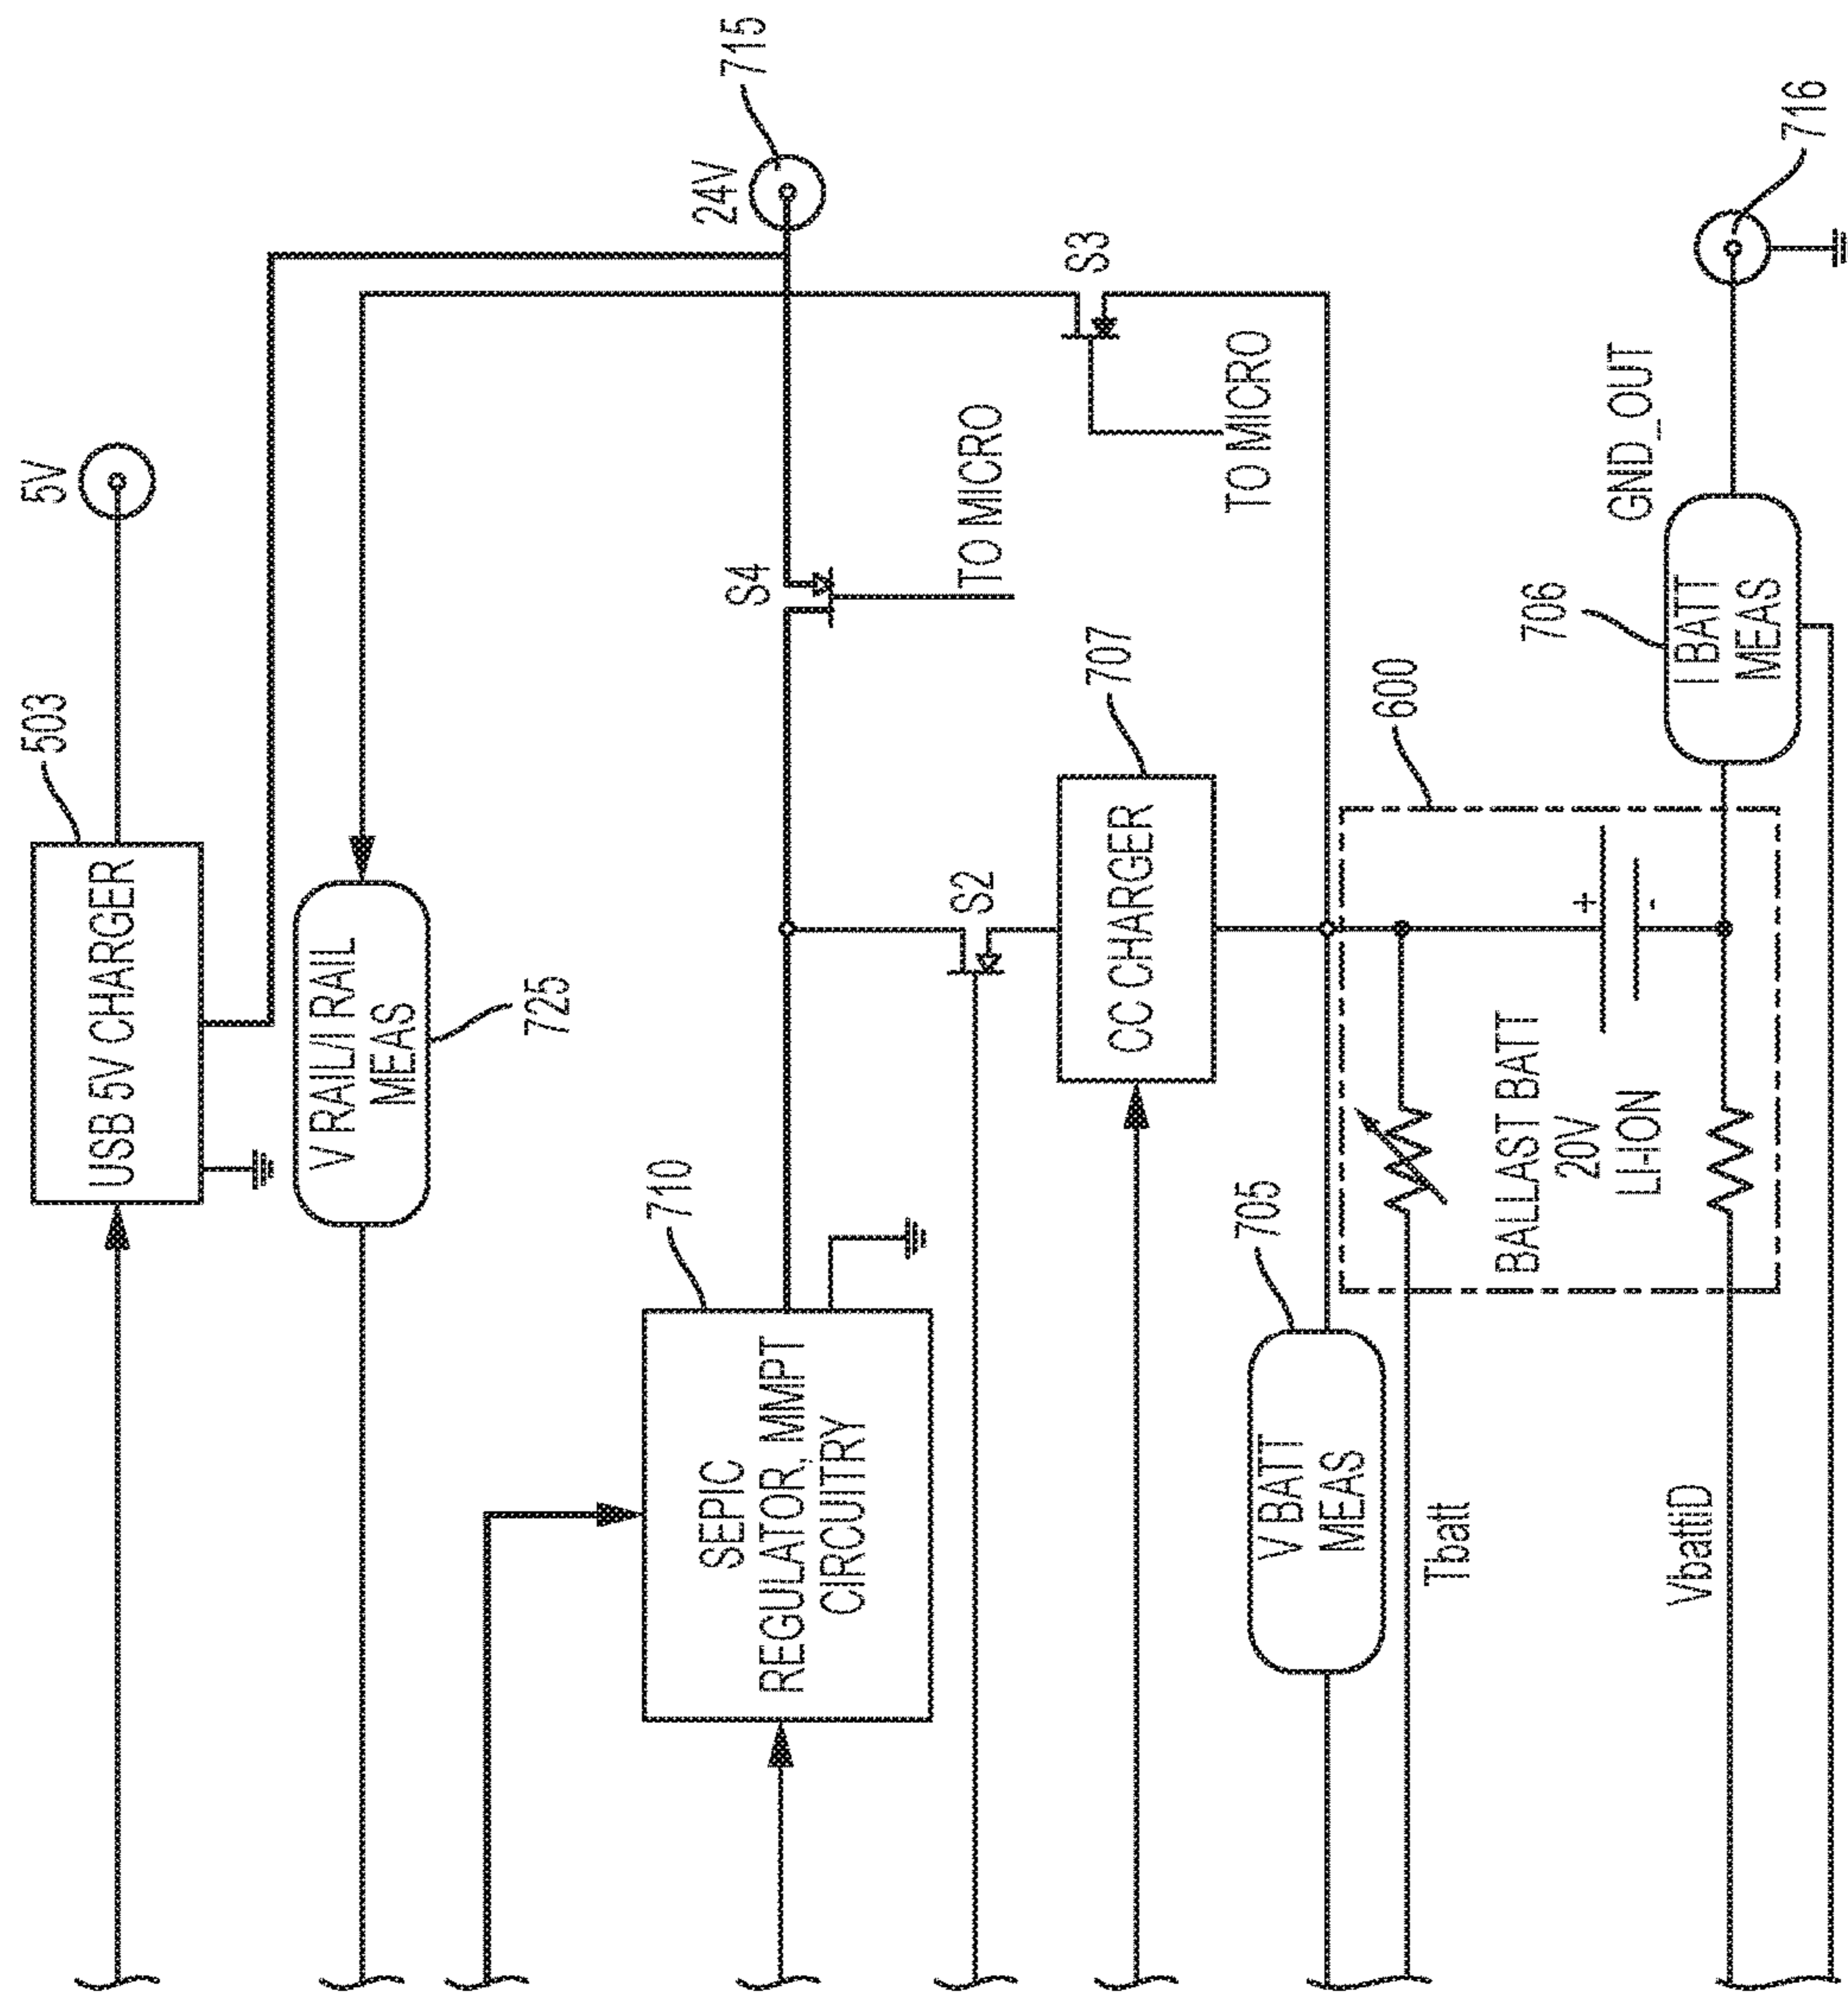 5V
503
USB 5V CHARGER
V RAIL/I RAIL
MEAS
725
24V
715
S4
TO MICRO
S3
TO MICRO
710
SEPIC
REGULATOR, MMPT
CIRCUITRY
S2
707
CC CHARGER
705
V BATT
MEAS
600
BALLAST BATT
20V
LI-ION
+
-
Tbatt
VbattiD
706
I BATT
MEAS
GND_OUT
716